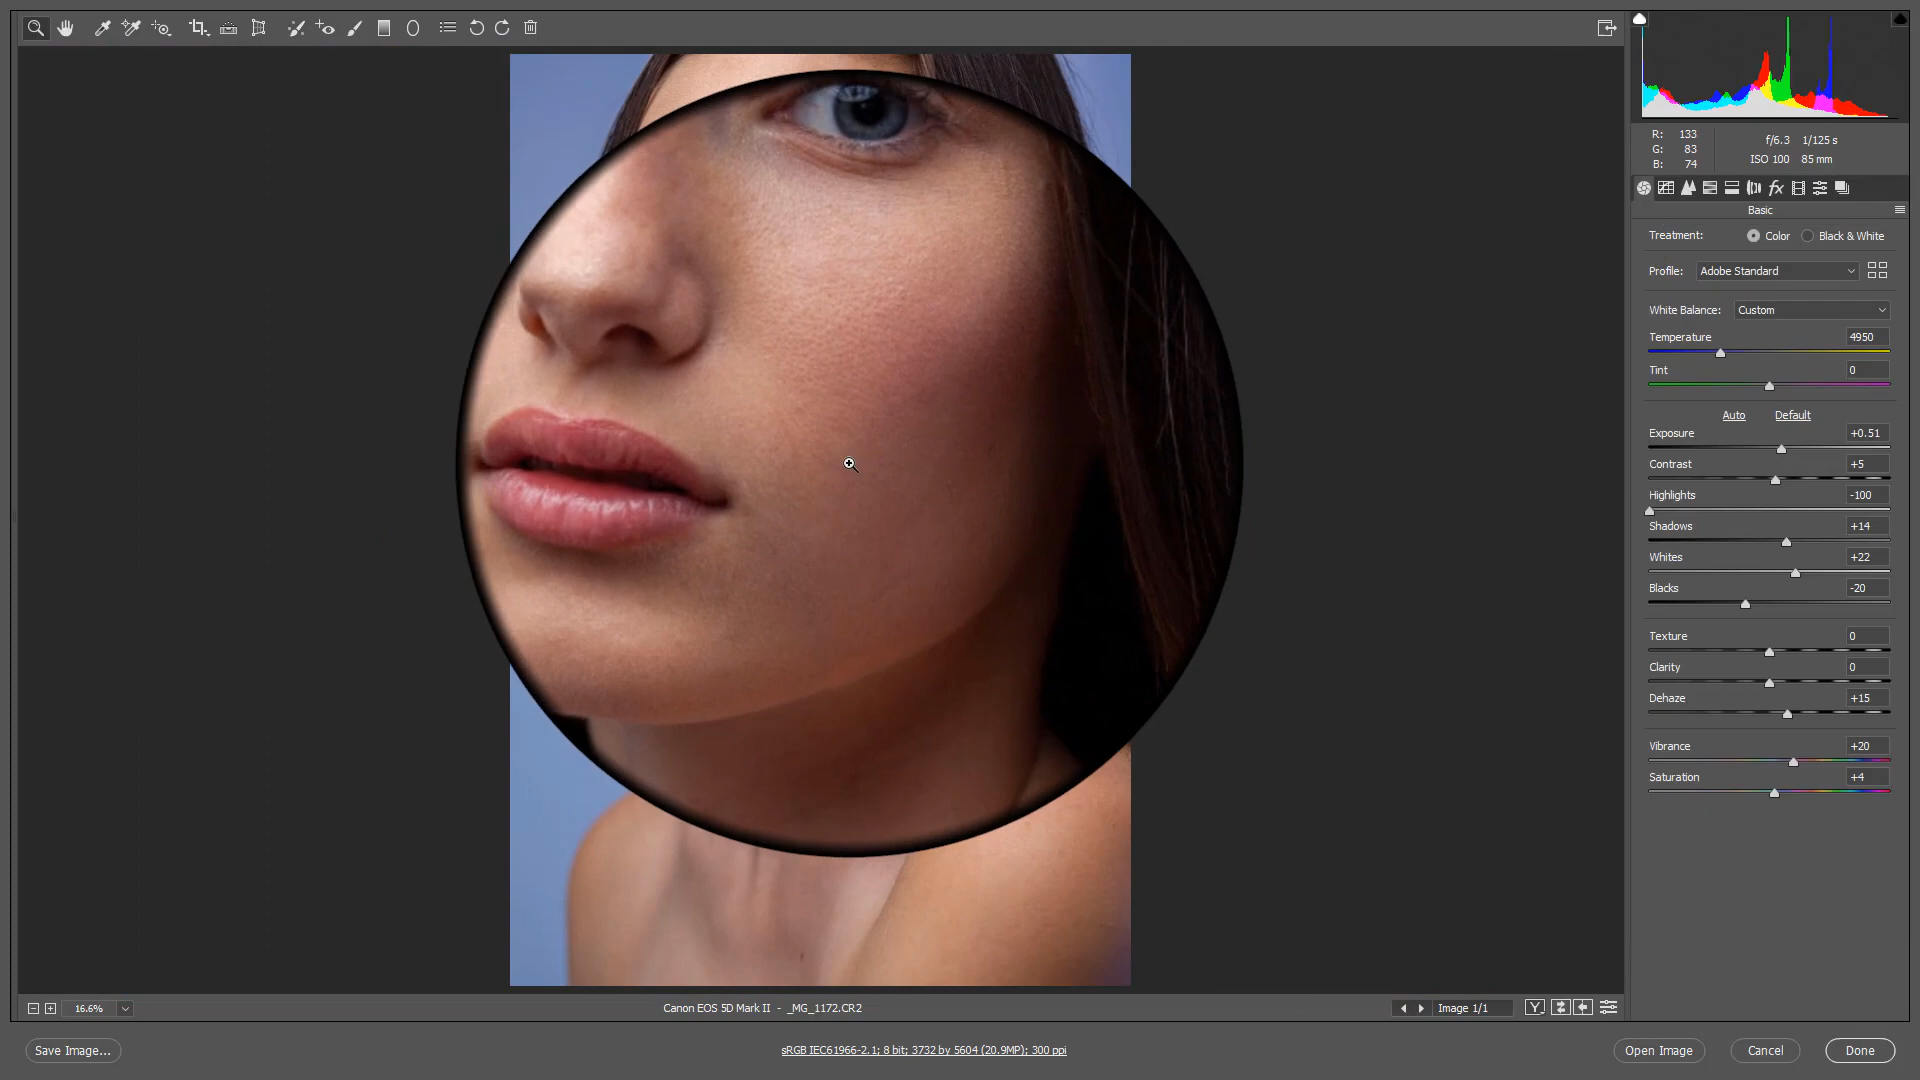 R: 133
G: 83
B: 74
f/6.3 1/125 s
ISO 100 85 mm
fx
Basic
Treatment: Color Black & White
Profile: Adobe Standard
White Balance: Custom
Temperature 4950
Tint 0
Auto Default
Exposure +0.51
Contrast +5
Highlights -100
Shadows +14
Whites +22
Blacks -20
Texture 0
Clarity 0
Dehaze +15
Vibrance +20
Saturation +4
16.6% Canon EOS 5D Mark II - _MG_1172.CR2 Image 1/1 Y
Save Image... sRGB IEC61966-2.1; 8 bit; 3732 by 5604 (20.9MP); 300 ppi Open Image Cancel Done